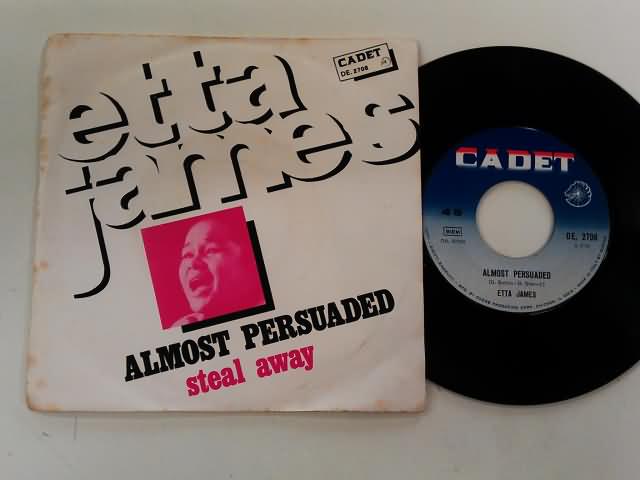 etta
james
CADET
DE. 2708
ALMOST PERSUADED
steal away
CADET
45
DE. 2708
ALMOST PERSUADED
ETTA JAMES